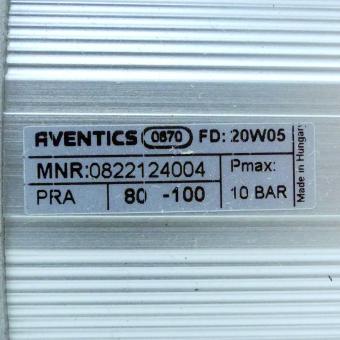 AVENTICS 0870 FD: 20W05
MNR:0822124004 Pmax:
PRA 80 -100 10 BAR
Made in Hungary